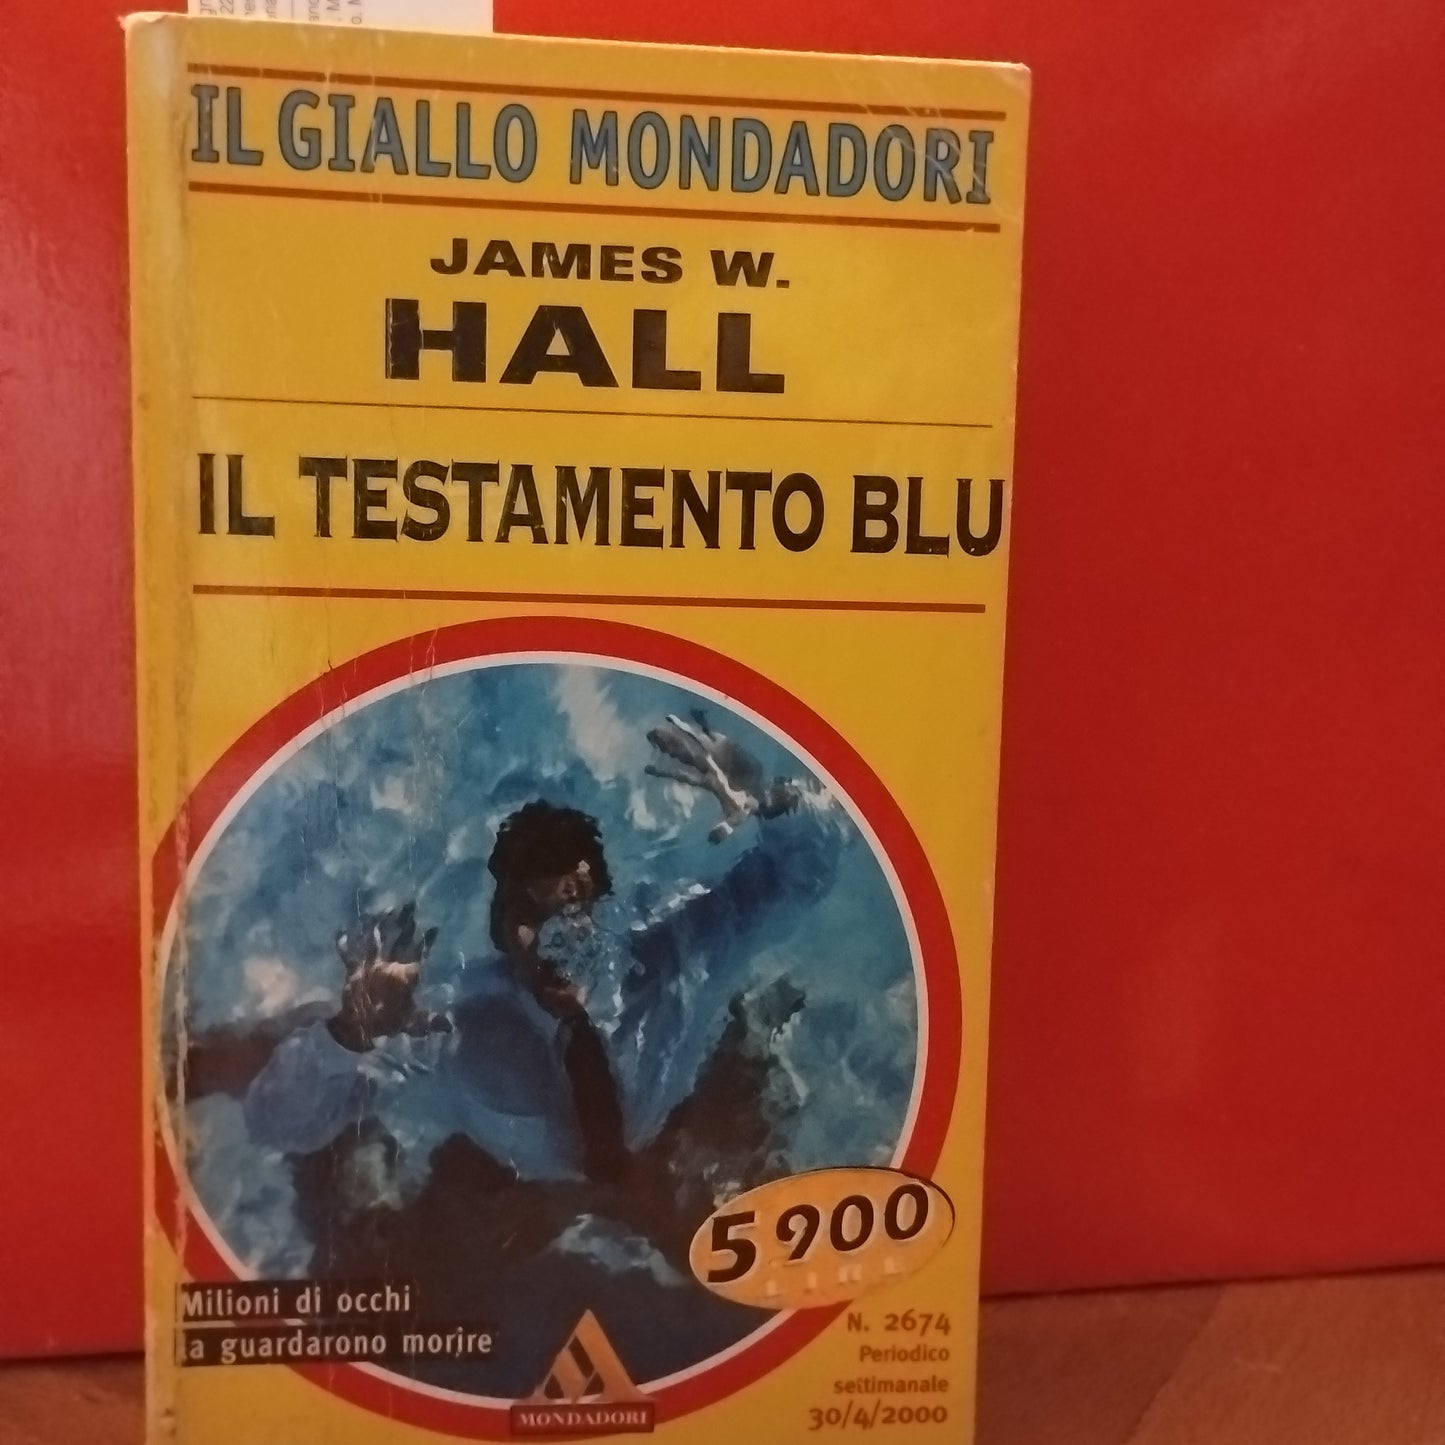 IL GIALLO MONDADORI
JAMES W.
HALL
IL TESTAMENTO BLU
5900
LIRE
Milioni di occhi
la guardarono morire
N. 2674
Periodico
settimanale
30/4/2000
MONDADORI